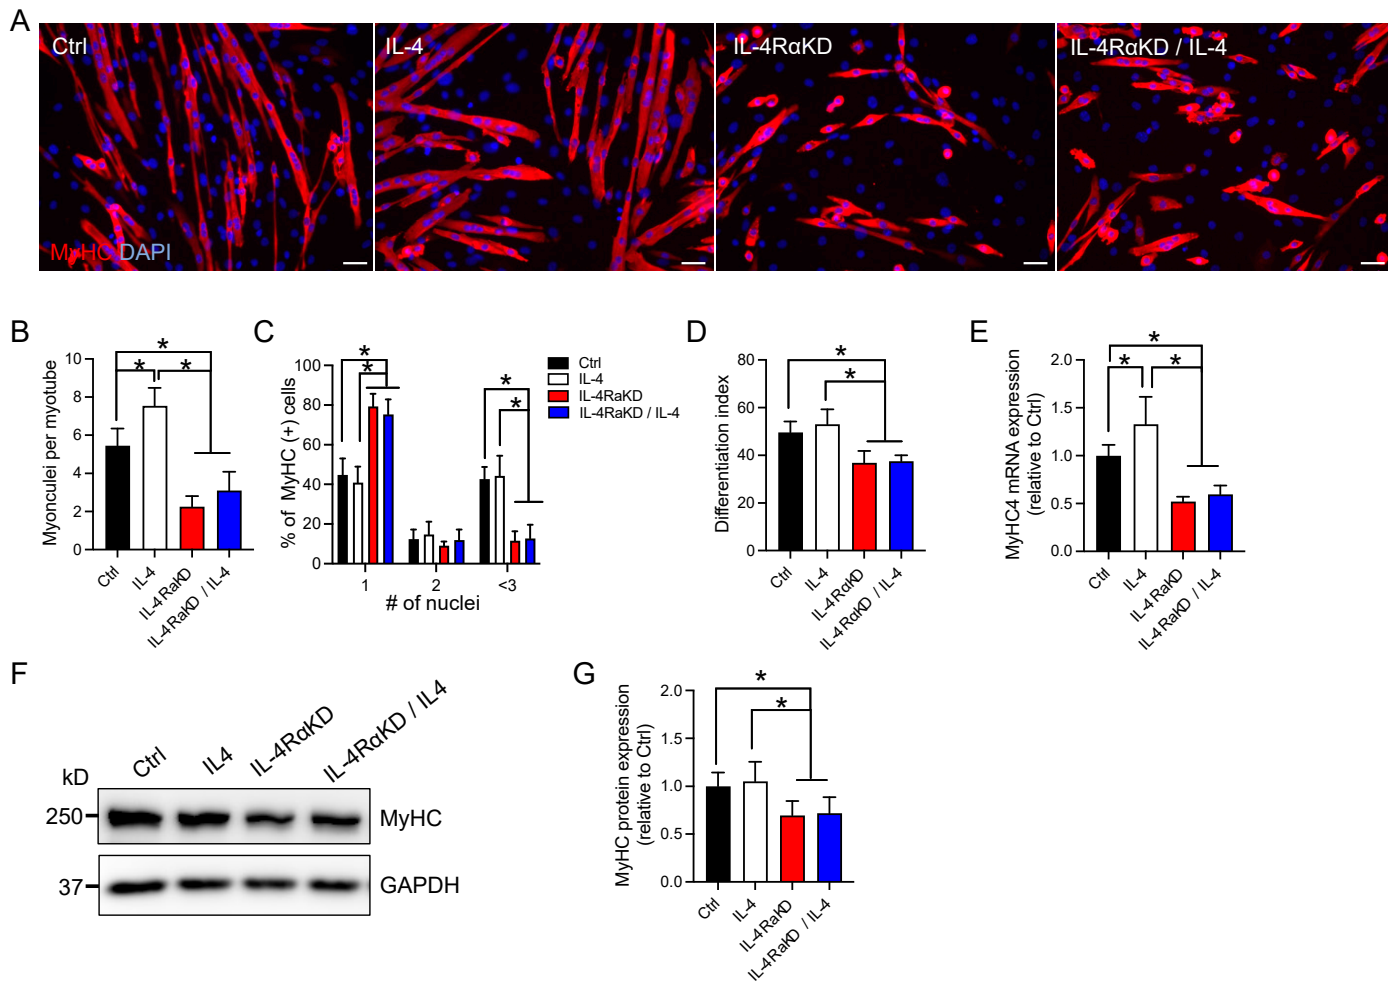 A
Ctrl
IL-4
IL-4RαKD
IL-4RαKD / IL-4
MyHC DAPI
B
Myonculei per myotube
10
8
6
4
2
0
*
*
*
Ctrl
IL-4
IL-4RaKD
IL-4RaKD / IL-4
C
% of MyHC (+) cells
100
80
60
40
20
0
*
*
*
*
1
2
<3
# of nuclei
Ctrl
IL-4
IL-4RaKD
IL-4RaKD / IL-4
D
Differentiation index
80
60
40
20
0
*
*
Ctrl
IL-4
IL-4RαKD
IL-4RαKD / IL-4
E
MyHC4 mRNA expression
(relative to Ctrl)
2.0
1.5
1.0
0.5
0.0
*
*
*
Ctrl
IL-4
IL-4RaKD
IL-4RaKD / IL-4
F
kD
Ctrl
IL4
IL-4RαKD
IL-4RαKD / IL4
250
MyHC
37
GAPDH
G
MyHC protein expression
(relative to Ctrl)
2.0
1.5
1.0
0.5
0.0
*
*
Ctrl
IL-4
IL-4RaKD
IL-4RaKD / IL-4